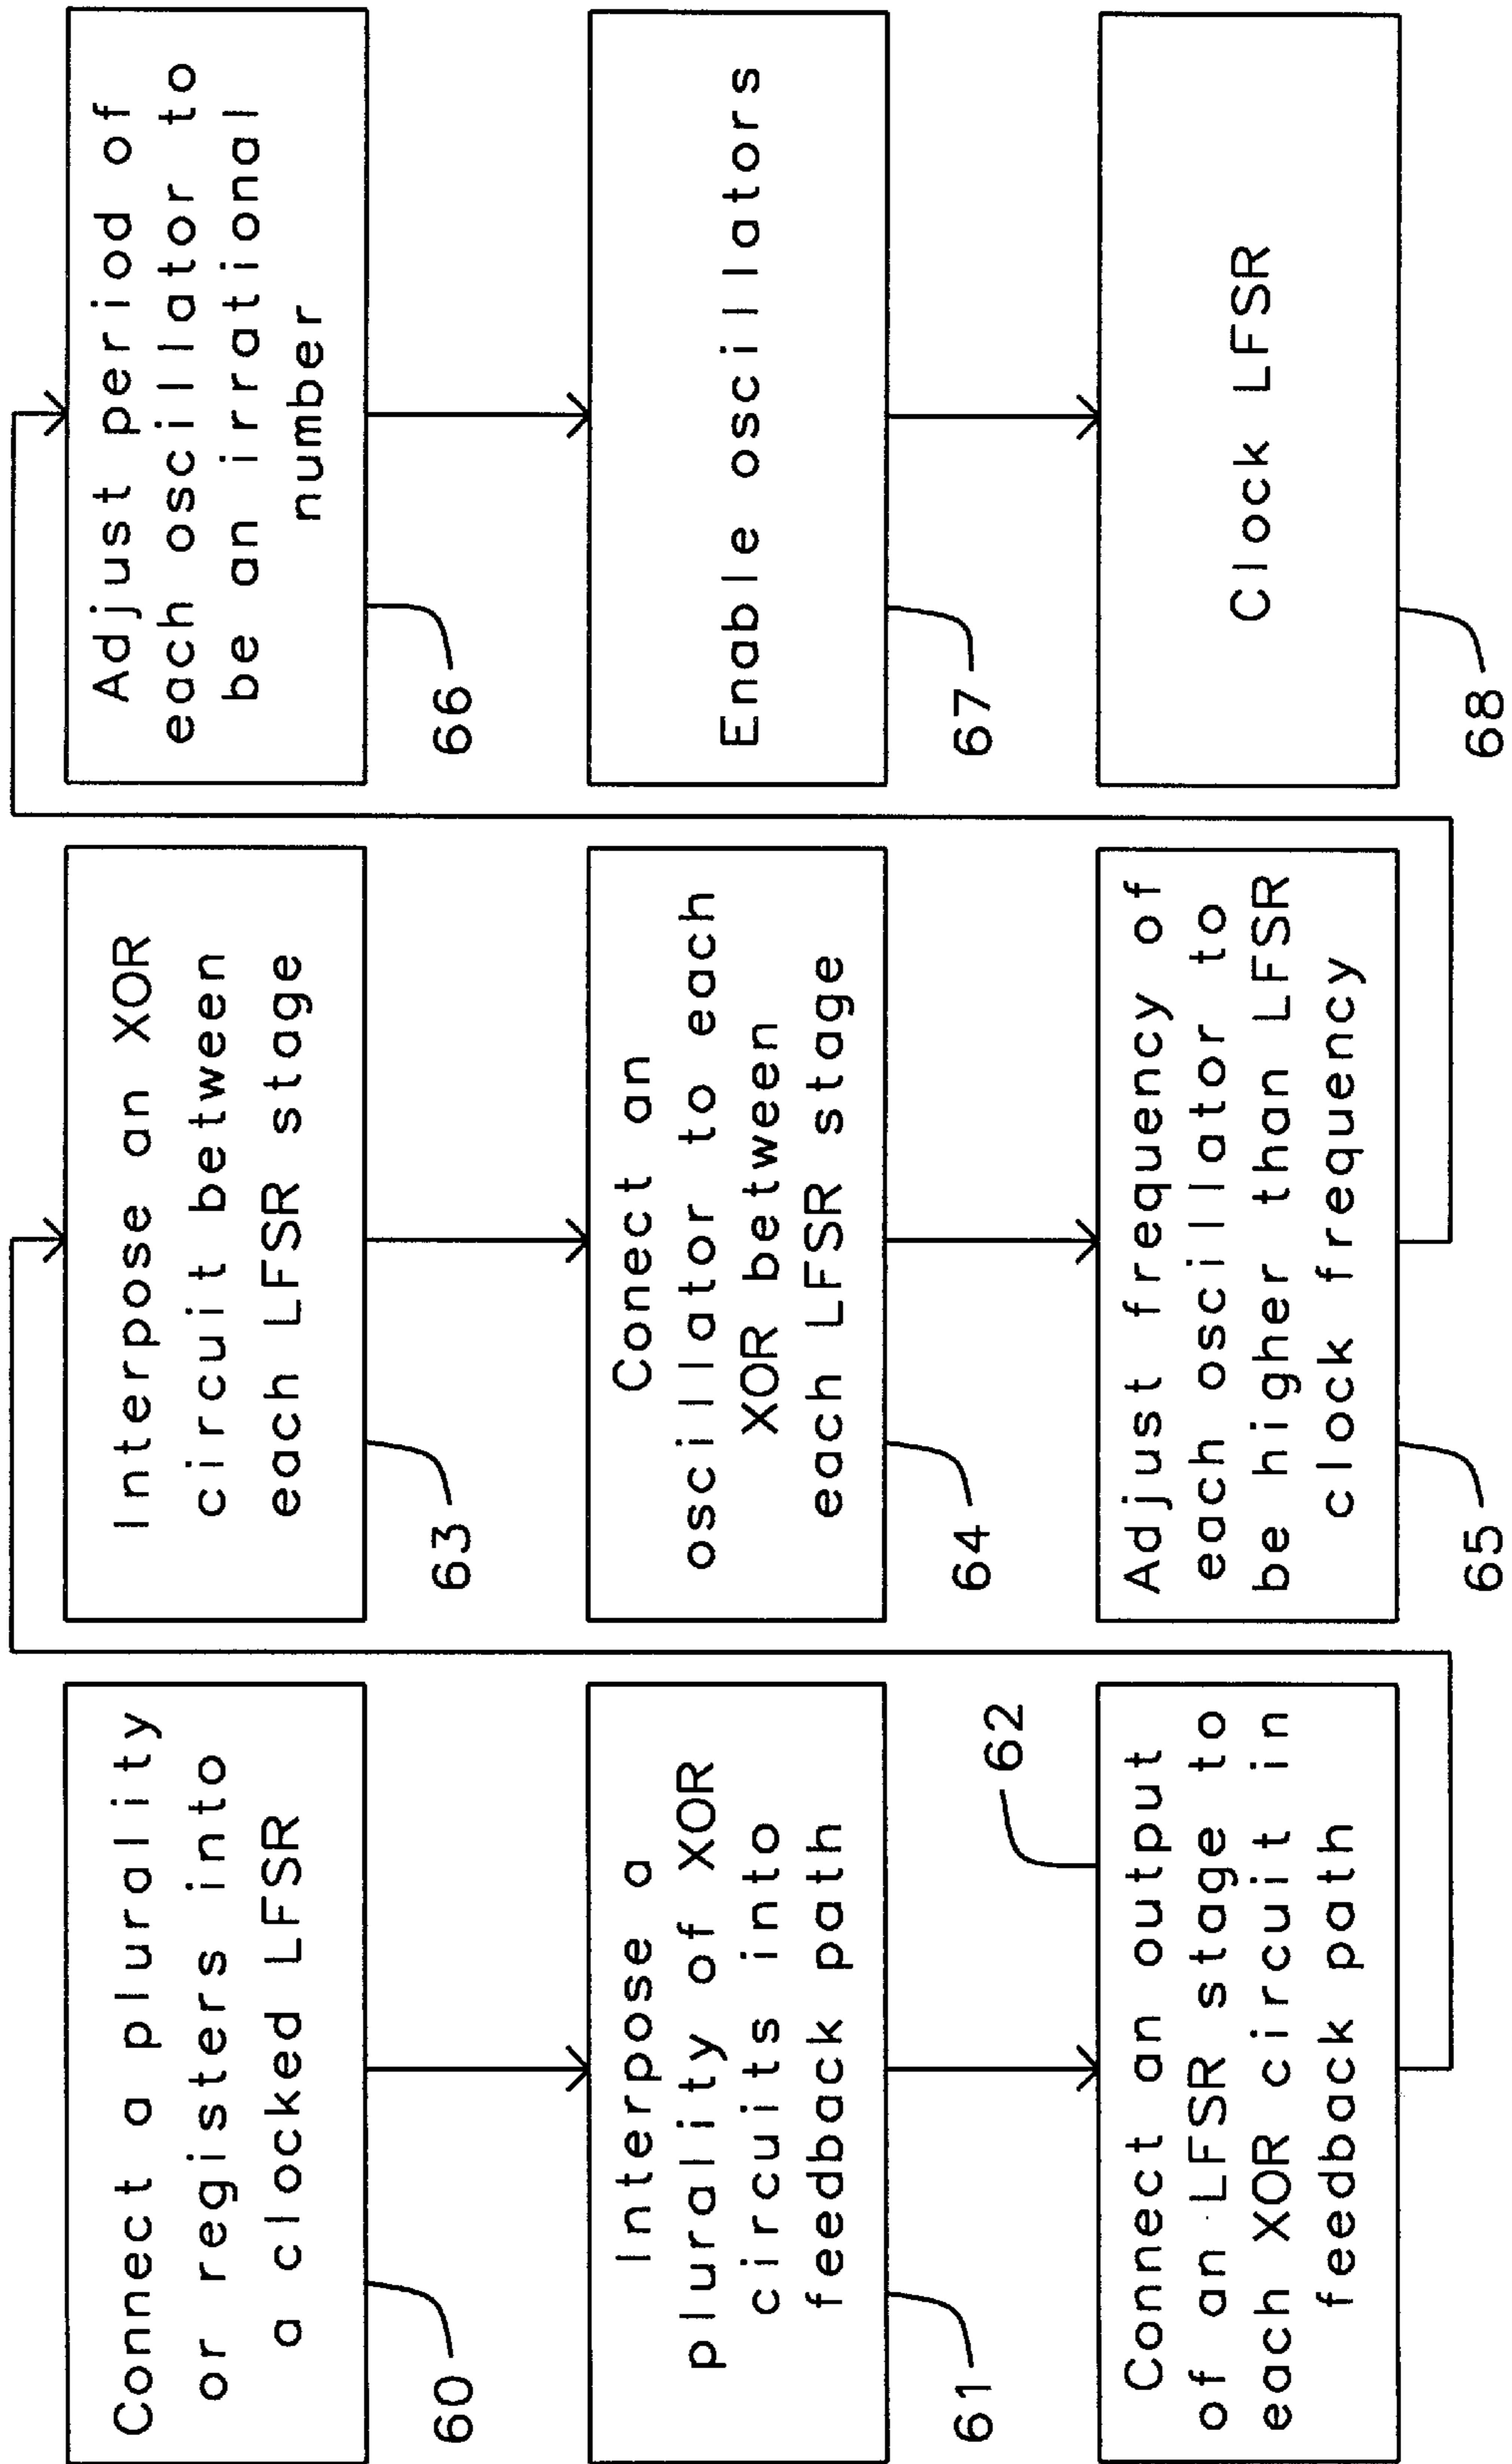 Connect a plurality
or registers into
a clocked LFSR
60
Interpose a
plurality of XOR
circuits into
feedback path
61
62
Connect an output
of an LFSR stage to
each XOR circuit in
feedback path
Interpose an XOR
circuit between
each LFSR stage
63
Conect an
oscillator to each
XOR between
each LFSR stage
64
Adjust frequency of
each oscillator to
be higher than LFSR
clock frequency
65
Adjust period of
each oscillator to
be an irrational
number
66
Enable oscillators
67
Clock LFSR
68